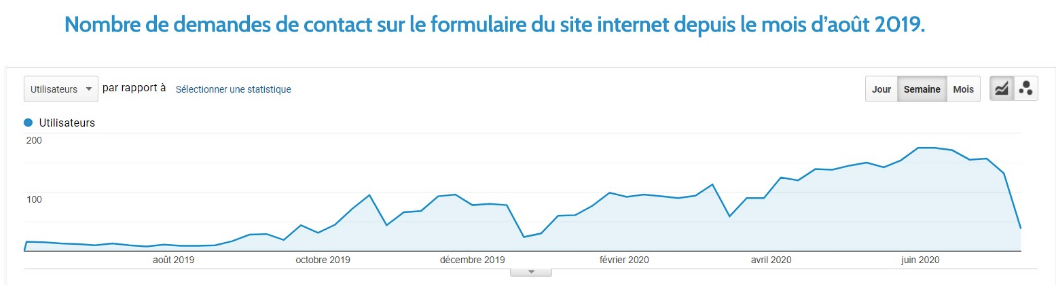 Nombre de demandes de contact sur le formulaire du site internet depuis le mois d'août 2019.
Utilisateurs par rapport à Sélectionner une statistique Jour Semaine Mois
Utilisateurs
200
100
août 2019 octobre 2019 décembre 2019 février 2020 avril 2020 juin 2020